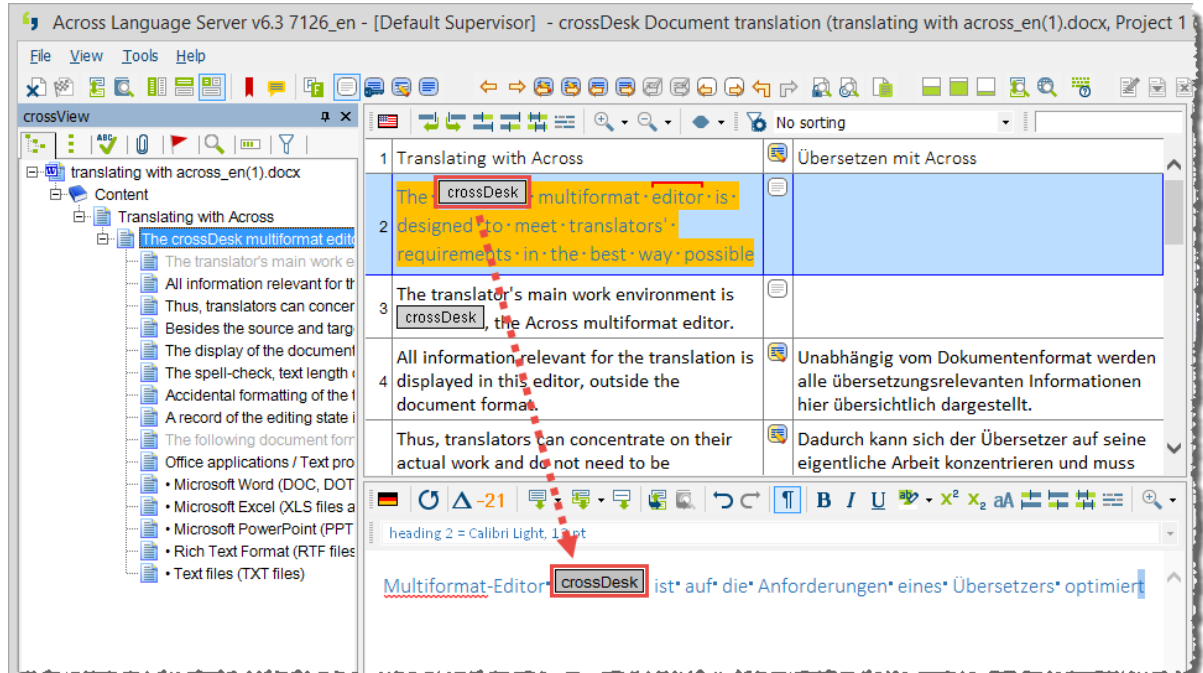 Across Language Server v6.3 7126_en - [Default Supervisor] - crossDesk Document translation (translating with across_en(1).docx, Project 1
File View Tools Help
crossView
No sorting
translating with across_en(1).docx
Content
Translating with Across
The crossDesk multiformat edito
The translator's main work e
All information relevant for th
Thus, translators can concer
Besides the source and targ
The display of the document
The spell-check, text length
Accidental formatting of the t
A record of the editing state i
The following document forr
Office applications / Text pro
• Microsoft Word (DOC, DOT
• Microsoft Excel (XLS files a
• Microsoft PowerPoint (PPT
• Rich Text Format (RTF files
• Text files (TXT files)
1 Translating with Across Übersetzen mit Across
2 The crossDesk multiformat editor is
designed to meet translators'
requirements in the best way possible
3 The translator's main work environment is
crossDesk, the Across multiformat editor.
4 All information relevant for the translation is
displayed in this editor, outside the
document format.
Unabhängig vom Dokumentenformat werden
alle übersetzungsrelevanten Informationen
hier übersichtlich dargestellt.
Thus, translators can concentrate on their
actual work and do not need to be
Dadurch kann sich der Übersetzer auf seine
eigentliche Arbeit konzentrieren und muss
-21 ¶ B I U X² X₂ aA
heading 2 = Calibri Light, 13 pt
Multiformat-Editor crossDesk ist auf die Anforderungen eines Übersetzers optimiert